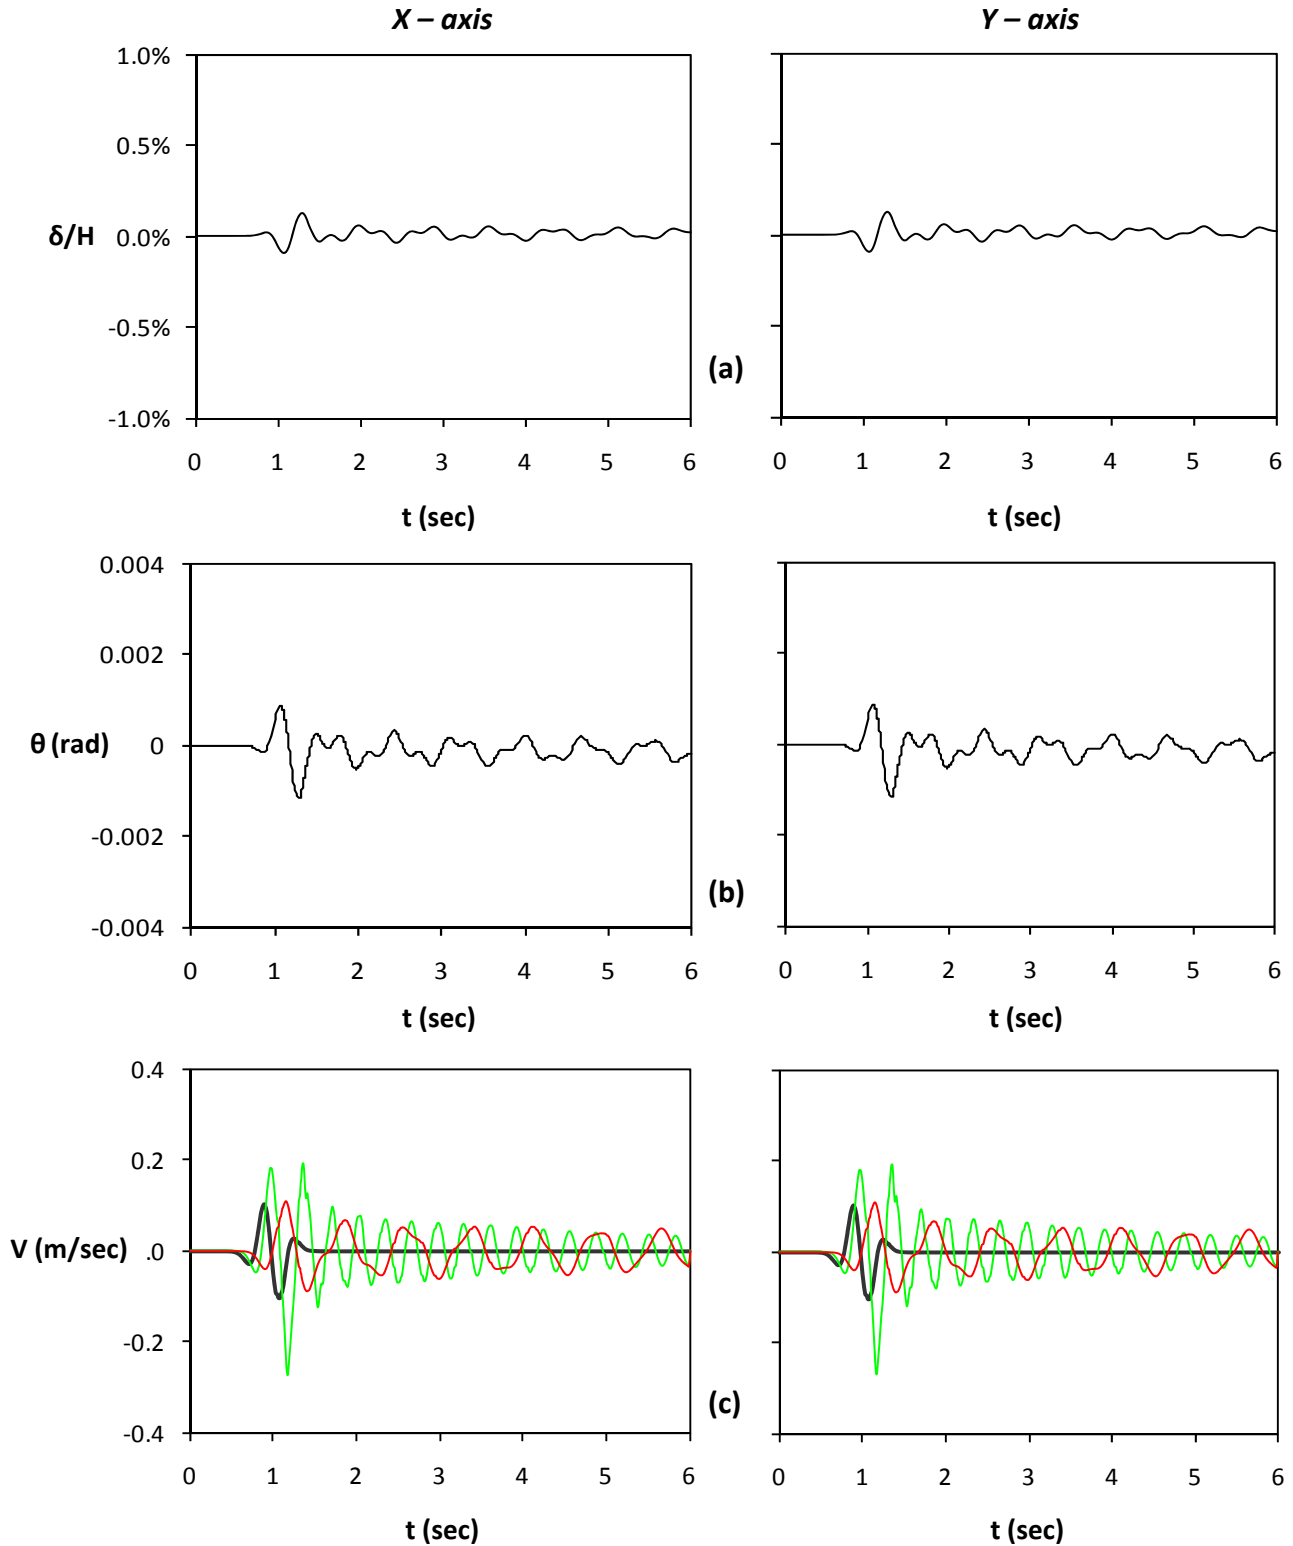 X – axis
Y – axis
1.0%
0.5%
δ/H
0.0%
-0.5%
(a)
-1.0%
0 1 2 3 4 5 6
0 1 2 3 4 5 6
t (sec)
t (sec)
0.004
0.002
θ (rad)
0
-0.002
(b)
-0.004
0 1 2 3 4 5 6
0 1 2 3 4 5 6
t (sec)
t (sec)
0.4
0.2
V (m/sec)
.0
-0.2
(c)
-0.4
0 1 2 3 4 5 6
0 1 2 3 4 5 6
t (sec)
t (sec)